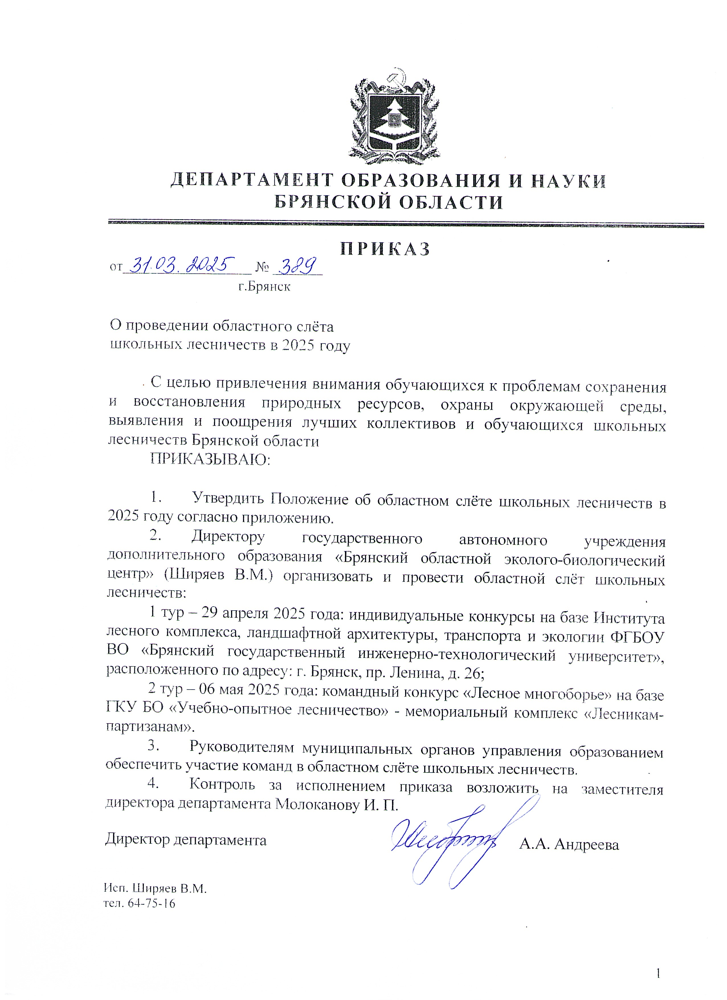 ДЕПАРТАМЕНТ ОБРАЗОВАНИЯ И НАУКИ
БРЯНСКОЙ ОБЛАСТИ
ПРИКАЗ
от 31.03.2025 № 389
г.Брянск
О проведении областного слёта
школьных лесничеств в 2025 году
С целью привлечения внимания обучающихся к проблемам сохранения
и восстановления природных ресурсов, охраны окружающей среды,
выявления и поощрения лучших коллективов и обучающихся школьных
лесничеств Брянской области
ПРИКАЗЫВАЮ:
1. Утвердить Положение об областном слёте школьных лесничеств в
2025 году согласно приложению.
2. Директору государственного автономного учреждения
дополнительного образования «Брянский областной эколого-биологический
центр» (Ширяев В.М.) организовать и провести областной слёт школьных
лесничеств:
1 тур – 29 апреля 2025 года: индивидуальные конкурсы на базе Института
лесного комплекса, ландшафтной архитектуры, транспорта и экологии ФГБОУ
ВО «Брянский государственный инженерно-технологический университет»,
расположенного по адресу: г. Брянск, пр. Ленина, д. 26;
2 тур – 06 мая 2025 года: командный конкурс «Лесное многоборье» на базе
ГКУ БО «Учебно-опытное лесничество» - мемориальный комплекс «Лесникам-
партизанам».
3. Руководителям муниципальных органов управления образованием
обеспечить участие команд в областном слёте школьных лесничеств.
4. Контроль за исполнением приказа возложить на заместителя
директора департамента Молоканову И. П.
Директор департамента А.А. Андреева
Исп. Ширяев В.М.
тел. 64-75-16
1